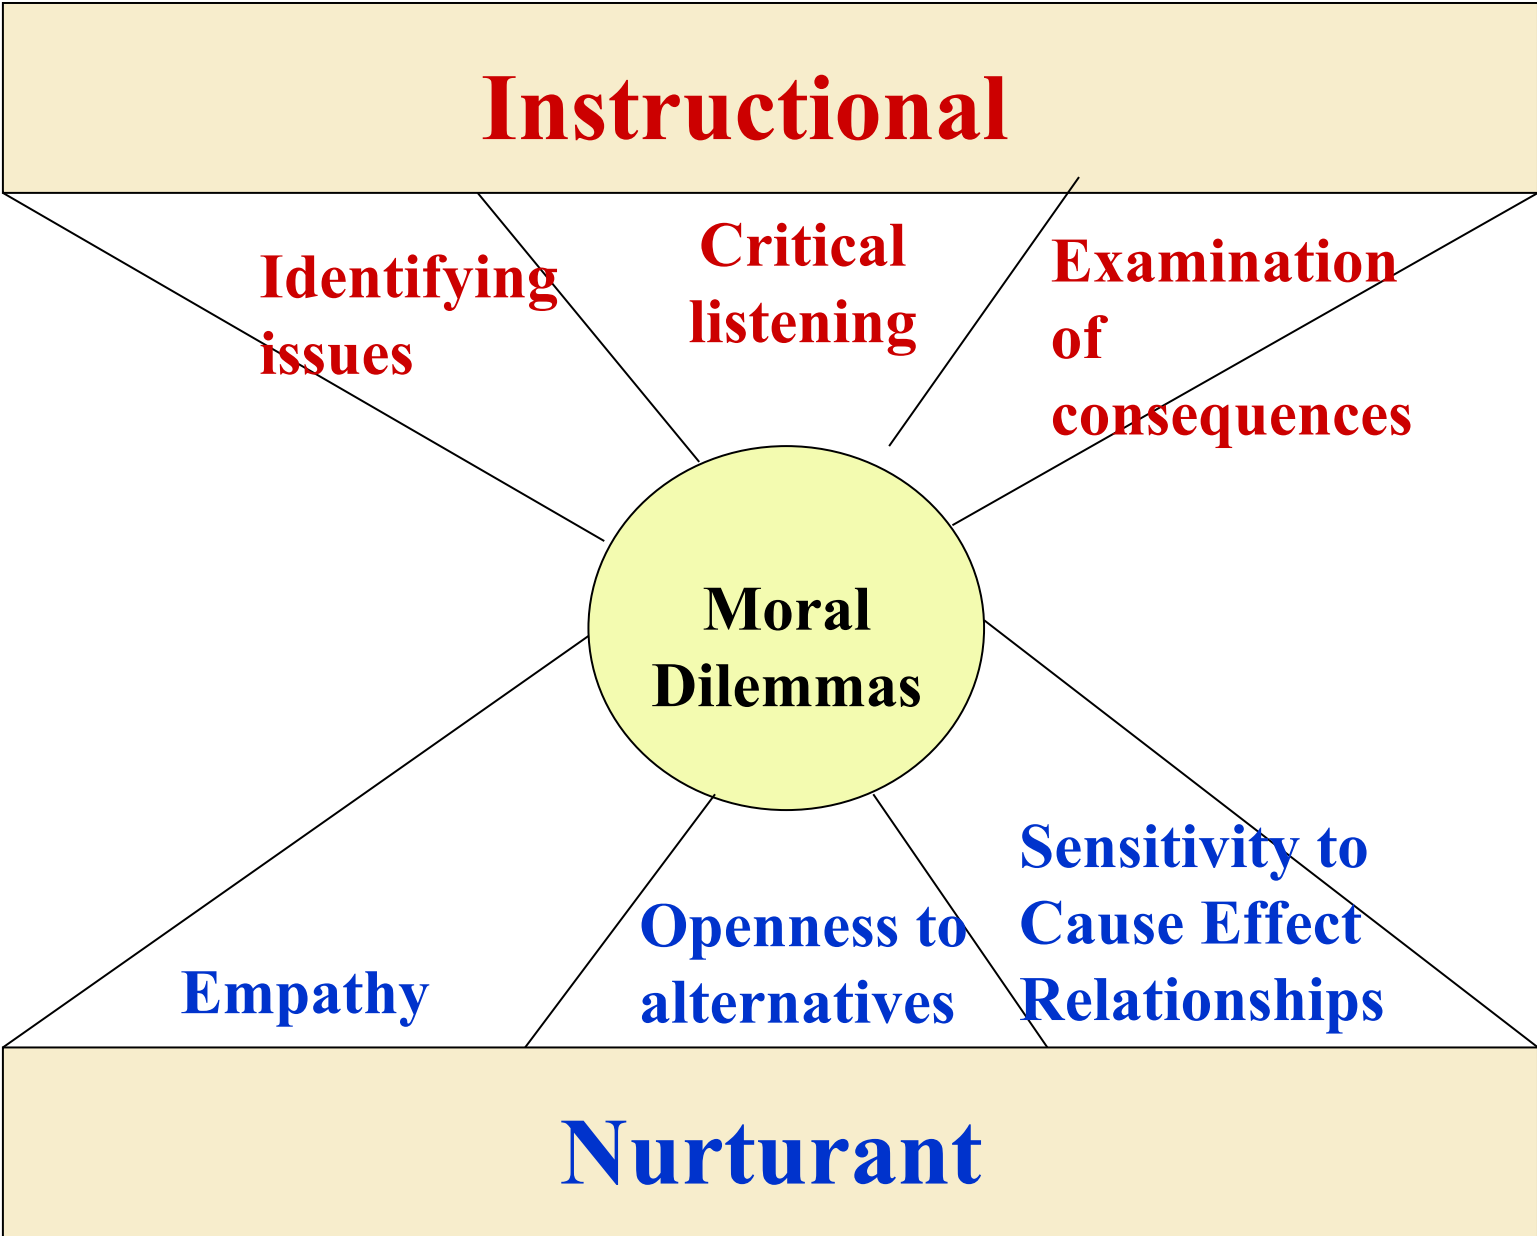 Instructional
Identifying
issues
Critical
listening
Examination
of
consequences
Moral
Dilemmas
Empathy
Openness to
alternatives
Sensitivity to
Cause Effect
Relationships
Nurturant